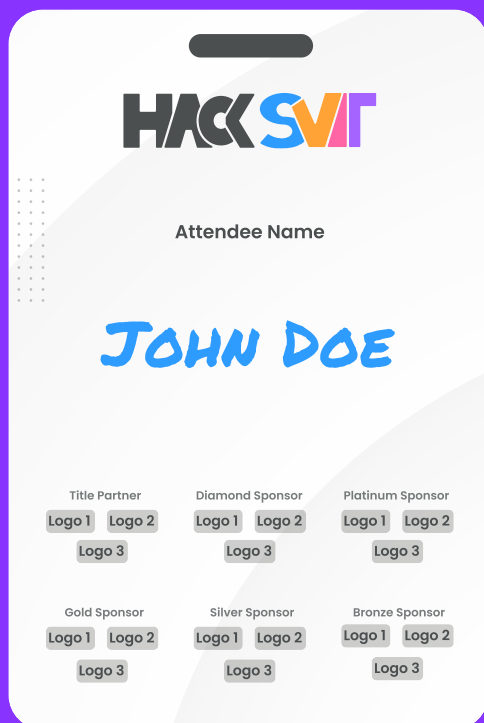 HACK SVIT
Attendee Name
John Doe
Title Partner Diamond Sponsor Platinum Sponsor
Logo 1 Logo 2 Logo 1 Logo 2 Logo 1 Logo 2
Logo 3 Logo 3 Logo 3
Gold Sponsor Silver Sponsor Bronze Sponsor
Logo 1 Logo 2 Logo 1 Logo 2 Logo 1 Logo 2
Logo 3 Logo 3 Logo 3